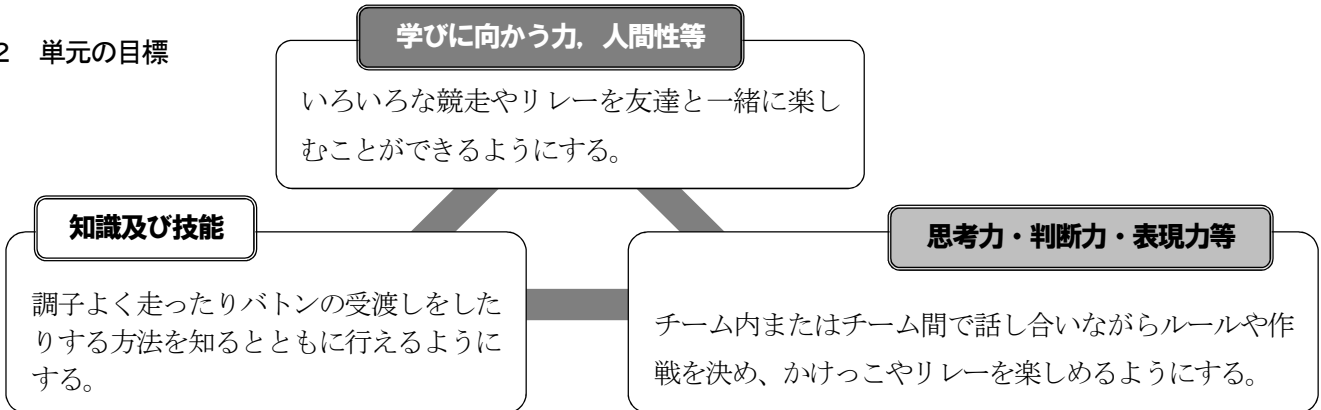 2 単元の目標
学びに向かう力，人間性等
いろいろな競走やリレーを友達と一緒に楽し
むことができるようにする。
知識及び技能
調子よく走ったりバトンの受渡しをした
りする方法を知るとともに行えるように
する。
思考力・判断力・表現力等
チーム内またはチーム間で話し合いながらルールや作
戦を決め、かけっこやリレーを楽しめるようにする。